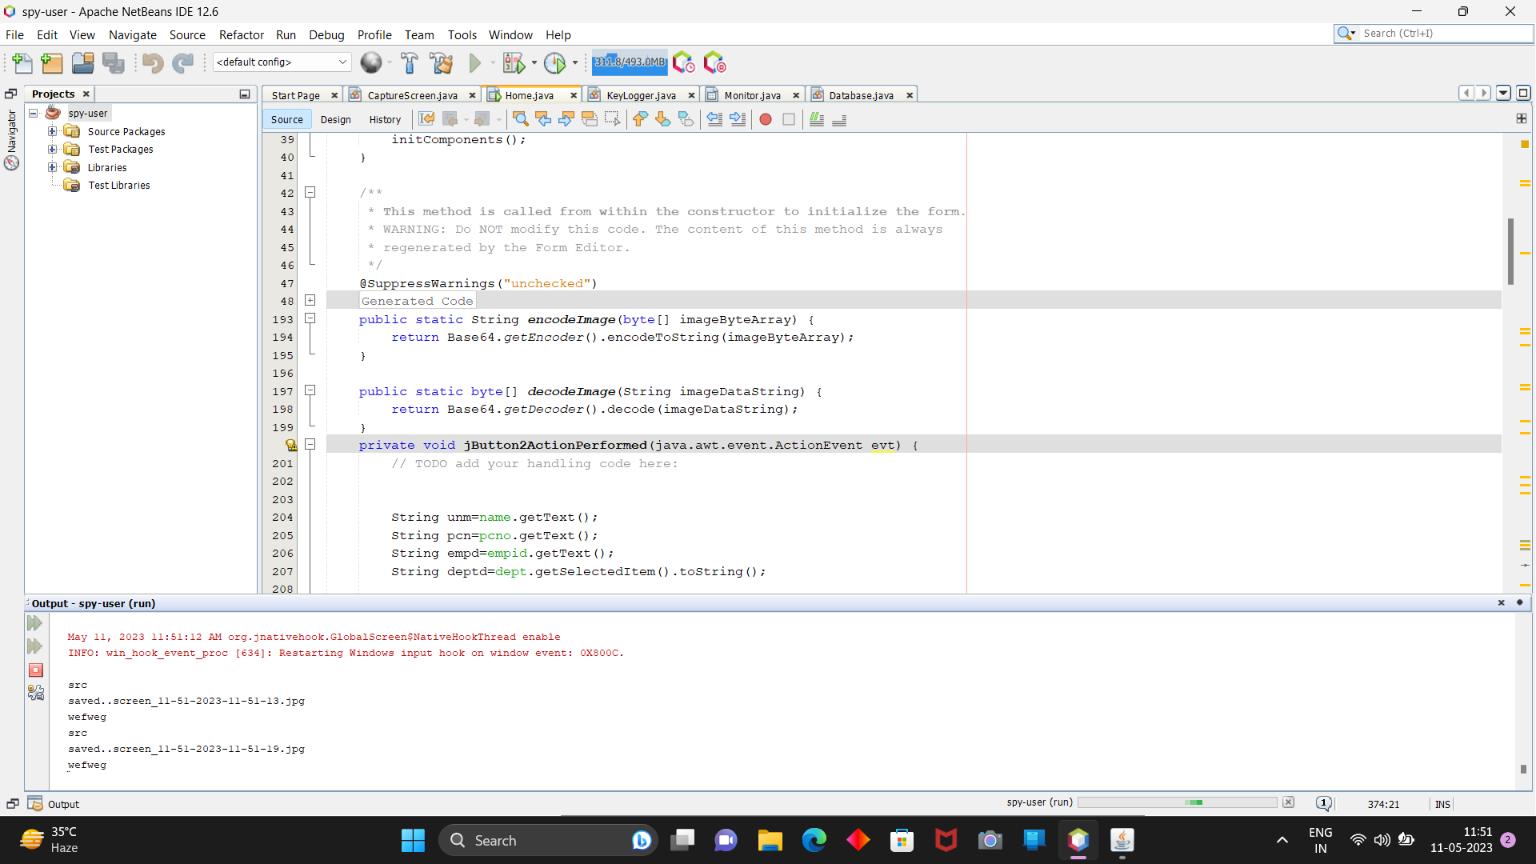 spy-user - Apache NetBeans IDE 12.6
File Edit View Navigate Source Refactor Run Debug Profile Team Tools Window Help
Search (Ctrl+I)
<default config>
311.8/493.0MB
Projects
Start Page CaptureScreen.java Home.java KeyLogger.java Monitor.java Database.java
Navigator
spy-user
Source Packages
Test Packages
Libraries
Test Libraries
Source Design History
39 initComponents();
40 }
41
42 /**
43 * This method is called from within the constructor to initialize the form.
44 * WARNING: Do NOT modify this code. The content of this method is always
45 * regenerated by the Form Editor.
46 */
47 @SuppressWarnings("unchecked")
48 Generated Code
193 public static String encodeImage(byte[] imageByteArray) {
194 return Base64.getEncoder().encodeToString(imageByteArray);
195 }
196
197 public static byte[] decodeImage(String imageDataString) {
198 return Base64.getDecoder().decode(imageDataString);
199 }
private void jButton2ActionPerformed(java.awt.event.ActionEvent evt) {
201 // TODO add your handling code here:
202
203
204 String unm=name.getText();
205 String pcn=pcno.getText();
206 String empd=empid.getText();
207 String deptd=dept.getSelectedItem().toString();
208
Output - spy-user (run)
May 11, 2023 11:51:12 AM org.jnativehook.GlobalScreen$NativeHookThread enable
INFO: win_hook_event_proc [634]: Restarting Windows input hook on window event: 0X800C.
src
saved..screen_11-51-2023-11-51-13.jpg
wefweg
src
saved..screen_11-51-2023-11-51-19.jpg
wefweg
Output
spy-user (run)
1
374:21
INS
35°C
Haze
Search
ENG
IN
11:51
11-05-2023
2